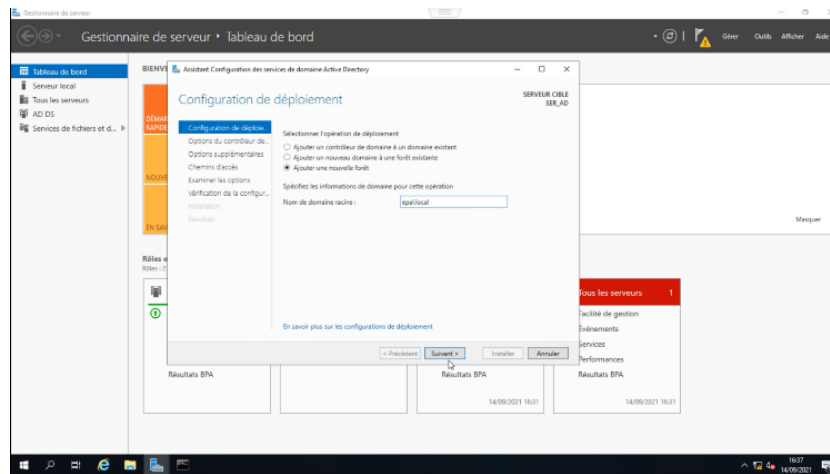 Gestionnaire de serveur
Gestionnaire de serveur • Tableau de bord
Gérer Outils Afficher Aide
Tableau de bord
Serveur local
Tous les serveurs
AD DS
Services de fichiers et d...
BIENVE
DÉMAR
RAPIDE
NOUVE
EN SAV
Assistant Configuration des services de domaine Active Directory
Configuration de déploiement
SERVEUR CIBLE
SER_AD
Configuration de déploie...
Options du contrôleur de...
Options supplémentaires
Chemins d'accès
Examiner les options
Vérification de la configur...
Installation
Résultats
Sélectionner l'opération de déploiement
Ajouter un contrôleur de domaine à un domaine existant
Ajouter un nouveau domaine à une forêt existante
Ajouter une nouvelle forêt
Spécifiez les informations de domaine pour cette opération
Nom de domaine racine :
epal.local
En savoir plus sur les configurations de déploiement
< Précédent Suivant > Installer Annuler
Masquer
Rôles e
Rôles : 2
Tous les serveurs 1
Facilité de gestion
Événements
Services
Performances
Résultats BPA
Résultats BPA
Résultats BPA
14/09/2021 16:31
14/09/2021 16:31
16:37
14/09/2021